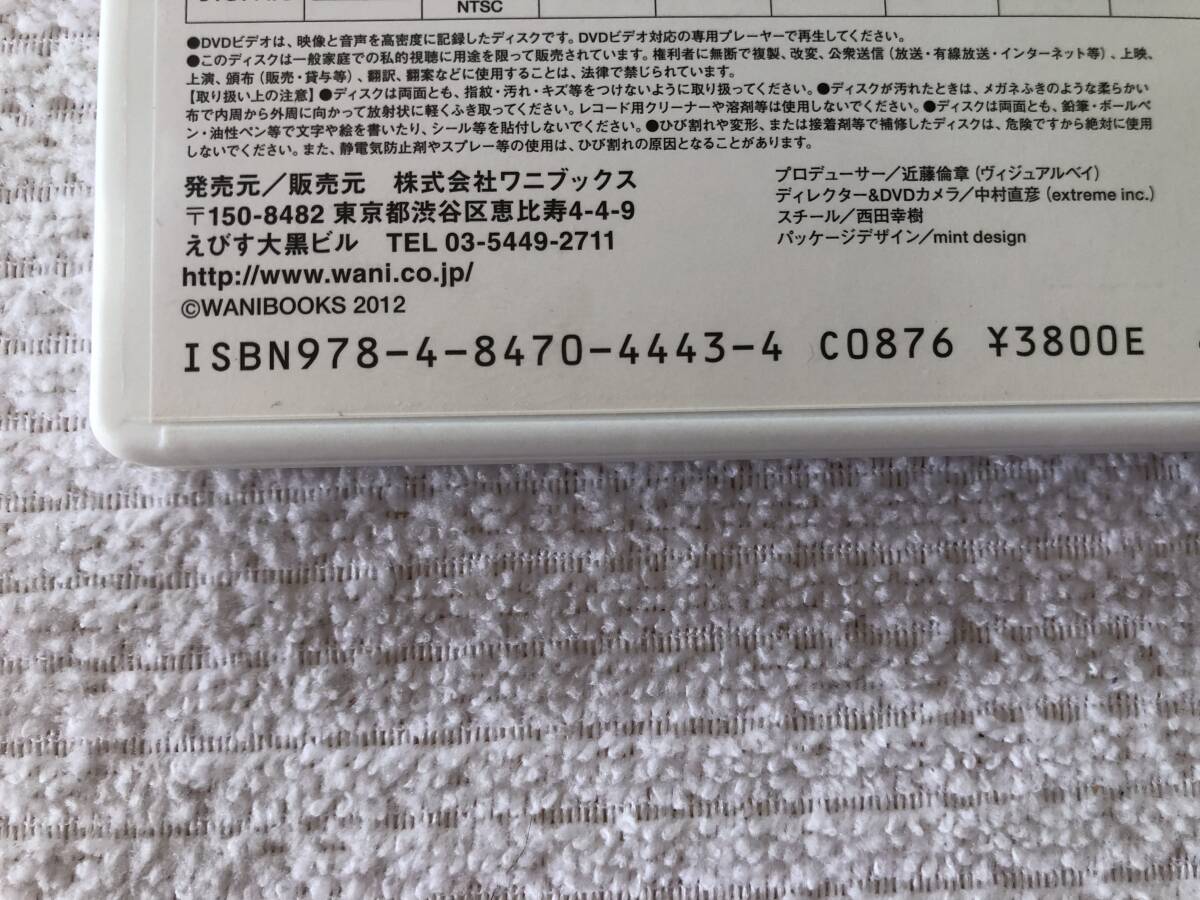 NTSC
●DVDビデオは、映像と音声を高密度に記録したディスクです。DVDビデオ対応の専用プレーヤーで再生してください。
●このディスクは一般家庭での私的視聴に用途を限って販売されています。権利者に無断で複製、改変、公衆送信（放送・有線放送・インターネット等）、上映、
上演、頒布（販売・貸与等）、翻訳、翻案などに使用することは、法律で禁じられています。
【取り扱い上の注意】●ディスクは両面とも、指紋・汚れ・キズ等をつけないように取り扱ってください。●ディスクが汚れたときは、メガネふきのような柔らかい
布で内周から外周に向かって放射状に軽くふき取ってください。レコード用クリーナーや溶剤等は使用しないでください。●ディスクは両面とも、鉛筆・ボールペ
ン・油性ペン等で文字や絵を書いたり、シール等を貼付しないでください。●ひび割れや変形、または接着剤等で補修したディスクは、危険ですから絶対に使用
しないでください。また、静電気防止剤やスプレー等の使用は、ひび割れの原因となることがあります。
発売元／販売元　株式会社ワニブックス
〒150-8482 東京都渋谷区恵比寿4-4-9
えびす大黒ビル　TEL 03-5449-2711
http://www.wani.co.jp/
©WANIBOOKS 2012
プロデューサー／近藤倫章（ヴィジュアルベイ）
ディレクター&DVDカメラ／中村直彦（extreme inc.）
スチール／西田幸樹
パッケージデザイン／mint design
ISBN978-4-8470-4443-4 C0876 ¥3800E